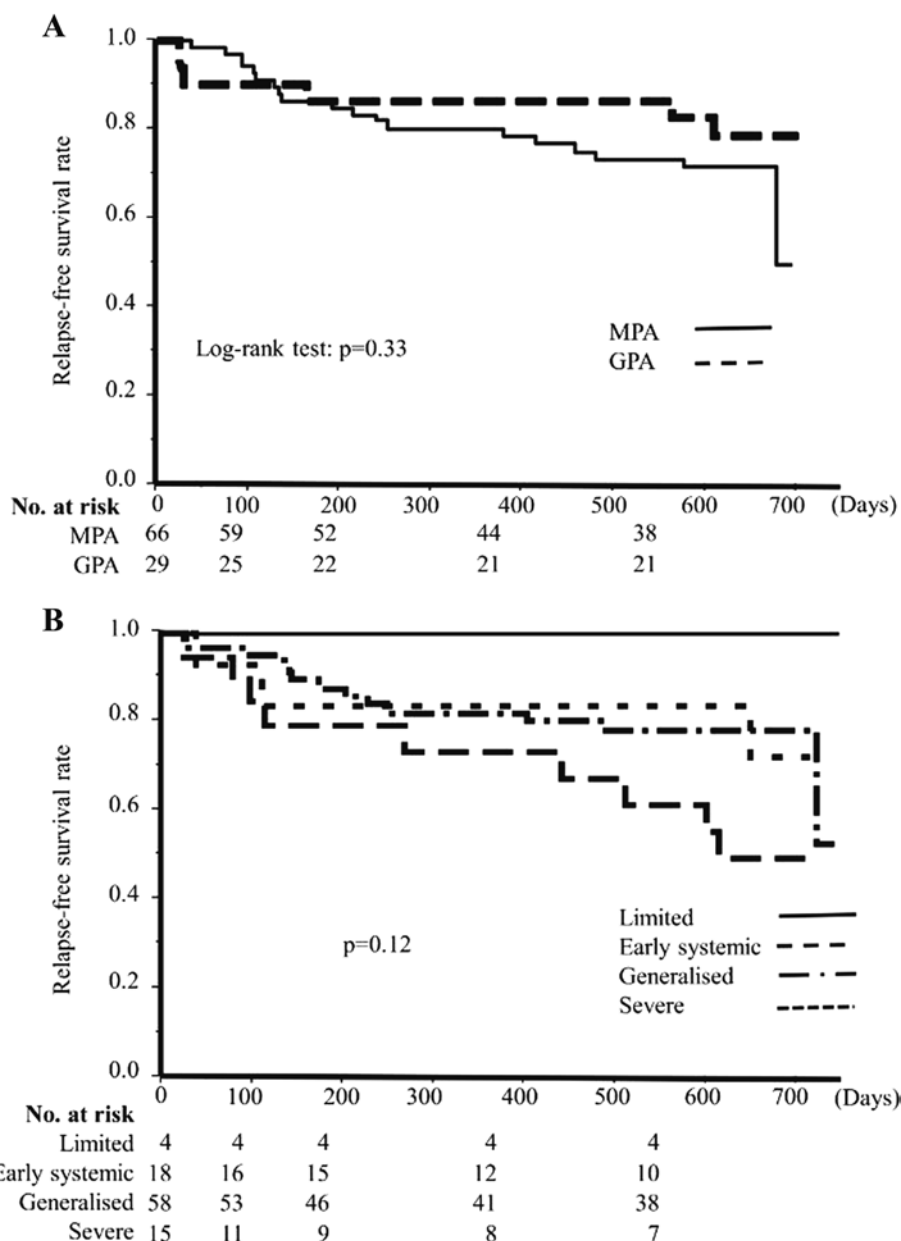 A
1.0
0.8
0.6
0.4
0.2
0.0
Relapse-free survival rate
Log-rank test: p=0.33
MPA
GPA
0 100 200 300 400 500 600 700 (Days)
No. at risk
MPA 66 59 52 44 38
GPA 29 25 22 21 21
B
1.0
0.8
0.6
0.4
0.2
0.0
Relapse-free survival rate
p=0.12
Limited
Early systemic
Generalised
Severe
0 100 200 300 400 500 600 700 (Days)
No. at risk
Limited 4 4 4 4 4
Early systemic 18 16 15 12 10
Generalised 58 53 46 41 38
Severe 15 11 9 8 7